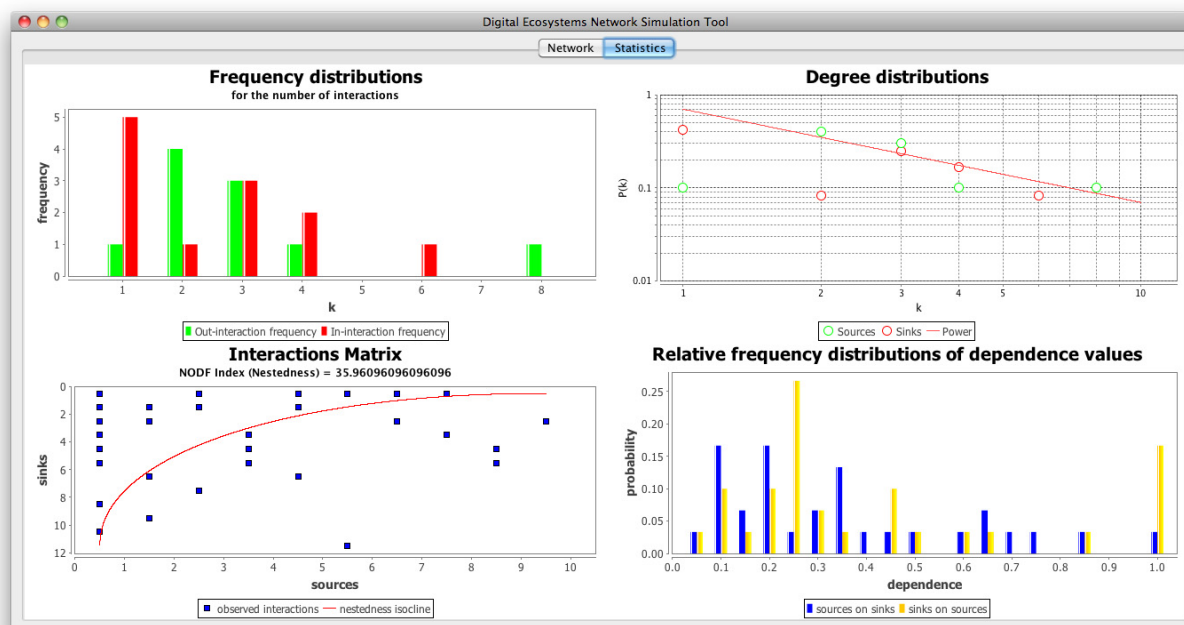 Digital Ecosystems Network Simulation Tool
Network Statistics
Frequency distributions
for the number of interactions
frequency
5
4
3
2
1
0
1 2 3 4 5 6 7 8
k
Out-interaction frequency In-interaction frequency
Degree distributions
P(k)
1
0.1
0.01
1 2 3 4 5 10
k
Sources Sinks Power
Interactions Matrix
NODF Index (Nestedness) = 35.96096096096096
sinks
0
2
4
6
8
10
12
0 1 2 3 4 5 6 7 8 9 10
sources
observed interactions nestedness isocline
Relative frequency distributions of dependence values
probability
0.25
0.20
0.15
0.10
0.05
0.00
0.0 0.1 0.2 0.3 0.4 0.5 0.6 0.7 0.8 0.9 1.0
dependence
sources on sinks sinks on sources